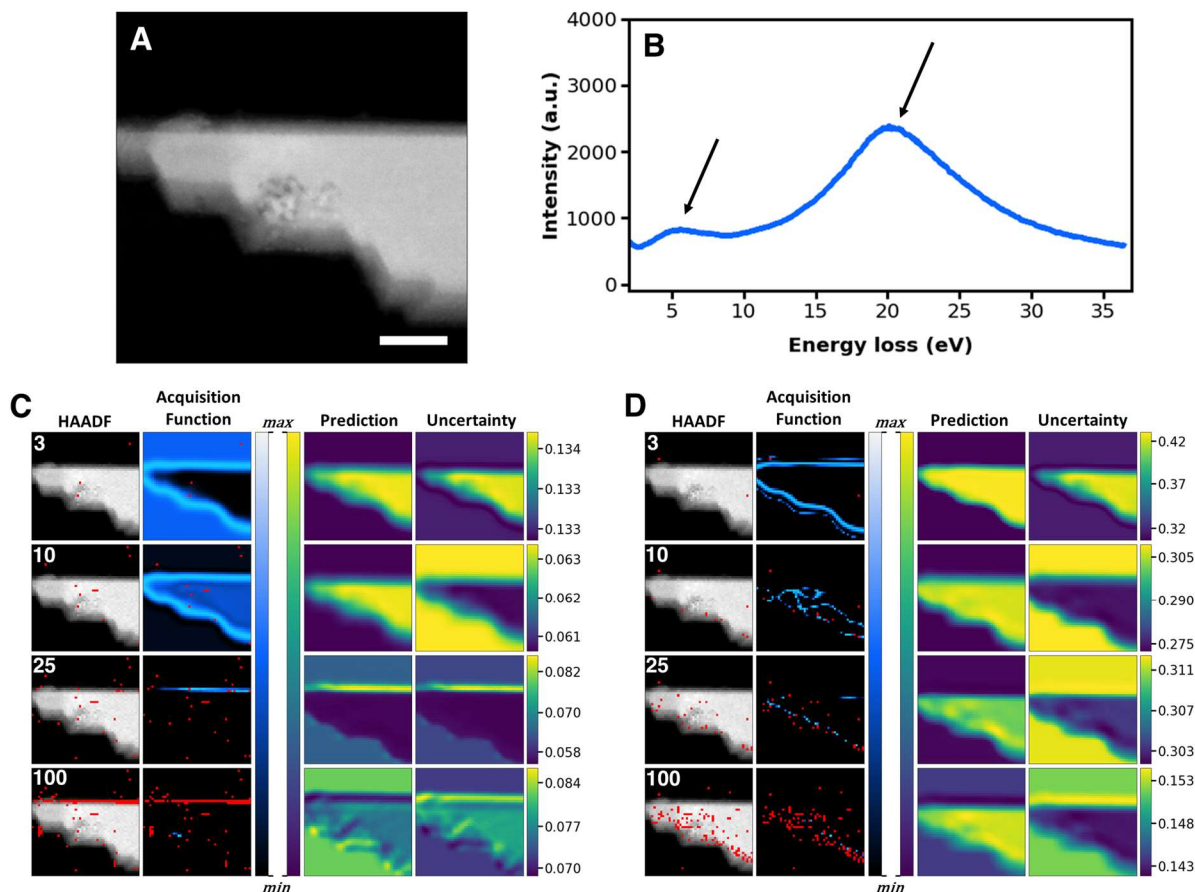 A
B
4000
3000
2000
1000
0
Intensity (a.u.)
5 10 15 20 25 30 35
Energy loss (eV)
C
HAADF
Acquisition
Function
max
Prediction
Uncertainty
3
0.134
0.133
0.133
10
0.063
0.062
0.061
25
0.082
0.070
0.058
100
0.084
0.077
0.070
min
D
HAADF
Acquisition
Function
max
Prediction
Uncertainty
3
0.42
0.37
0.32
10
0.305
0.290
0.275
25
0.311
0.307
0.303
100
0.153
0.148
0.143
min